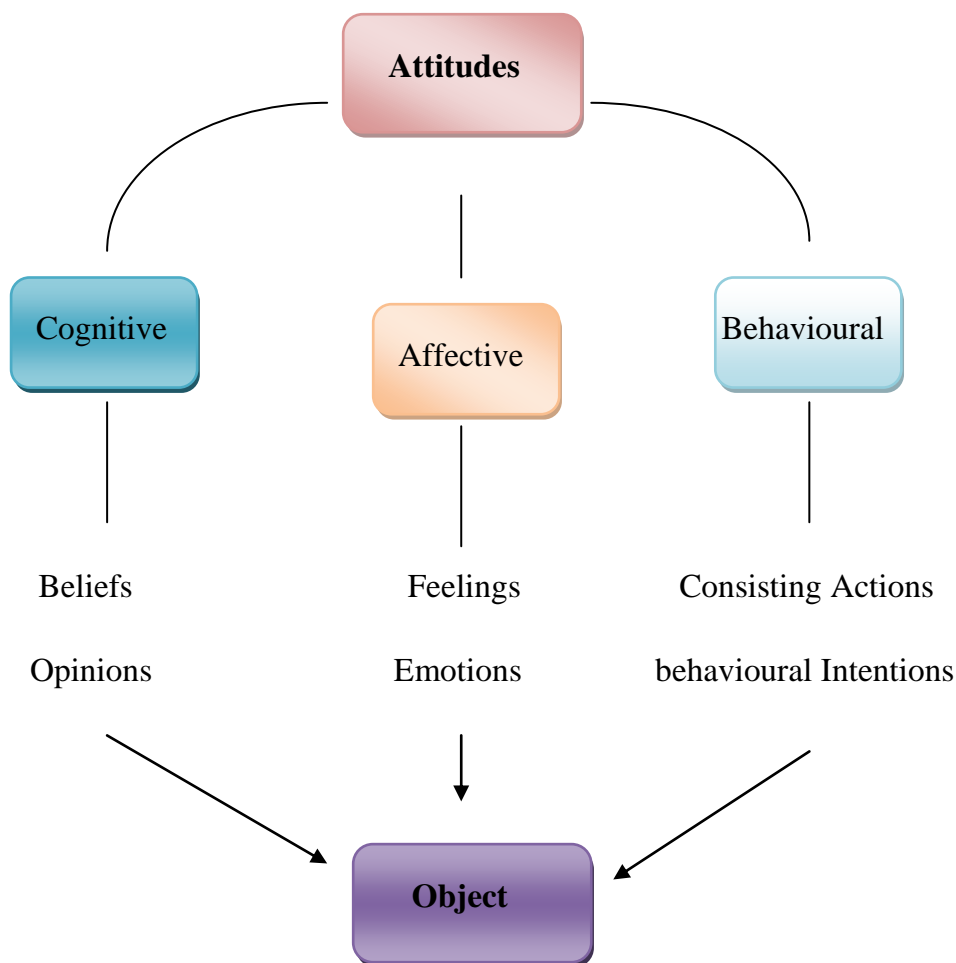 Attitudes
Cognitive
Affective
Behavioural
Beliefs
Feelings
Consisting Actions
Opinions
Emotions
behavioural Intentions
Object